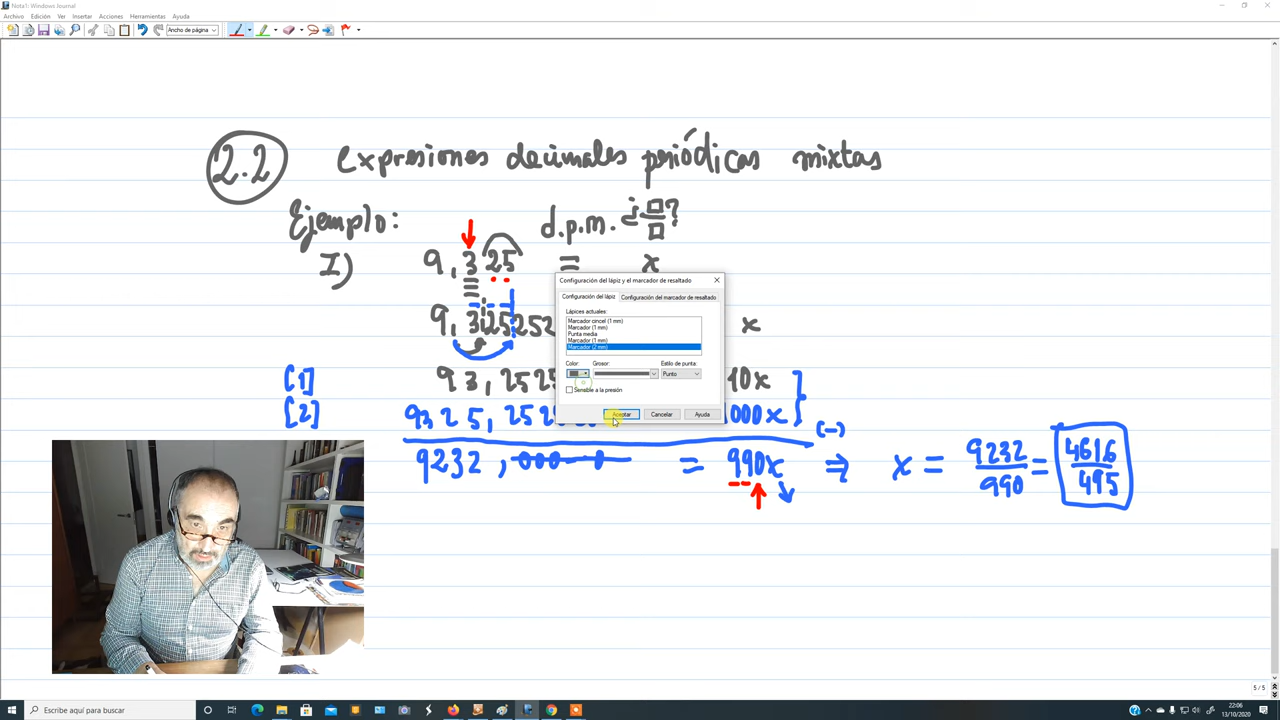 Nota1: Windows Journal
Archivo Edición Ver Insertar Acciones Herramientas Ayuda
Ancho de página
2.2 Expresiones decimales periódicas mixtas
Ejemplo: d.p.m. ¿□/□?
I) 9,325 = x
9,325252 x
[1] 93,252 10x
[2] 9325,25 1000x
(-)
9232, 000 0 = 990x ⇒ x = 9232/990 = 4616/495
Configuración del lápiz y el marcador de resaltado
Configuración del lápiz Configuración del marcador de resaltado
Lápices actuales:
Marcador cincel (1 mm)
Marcador (1 mm)
Punta media
Marcador (1 mm)
Marcador (2 mm)
Color: Grosor: Estilo de punta:
Punto
Sensible a la presión
Aceptar Cancelar Ayuda
5 / 5
Escribe aquí para buscar
22:06
13/10/2020